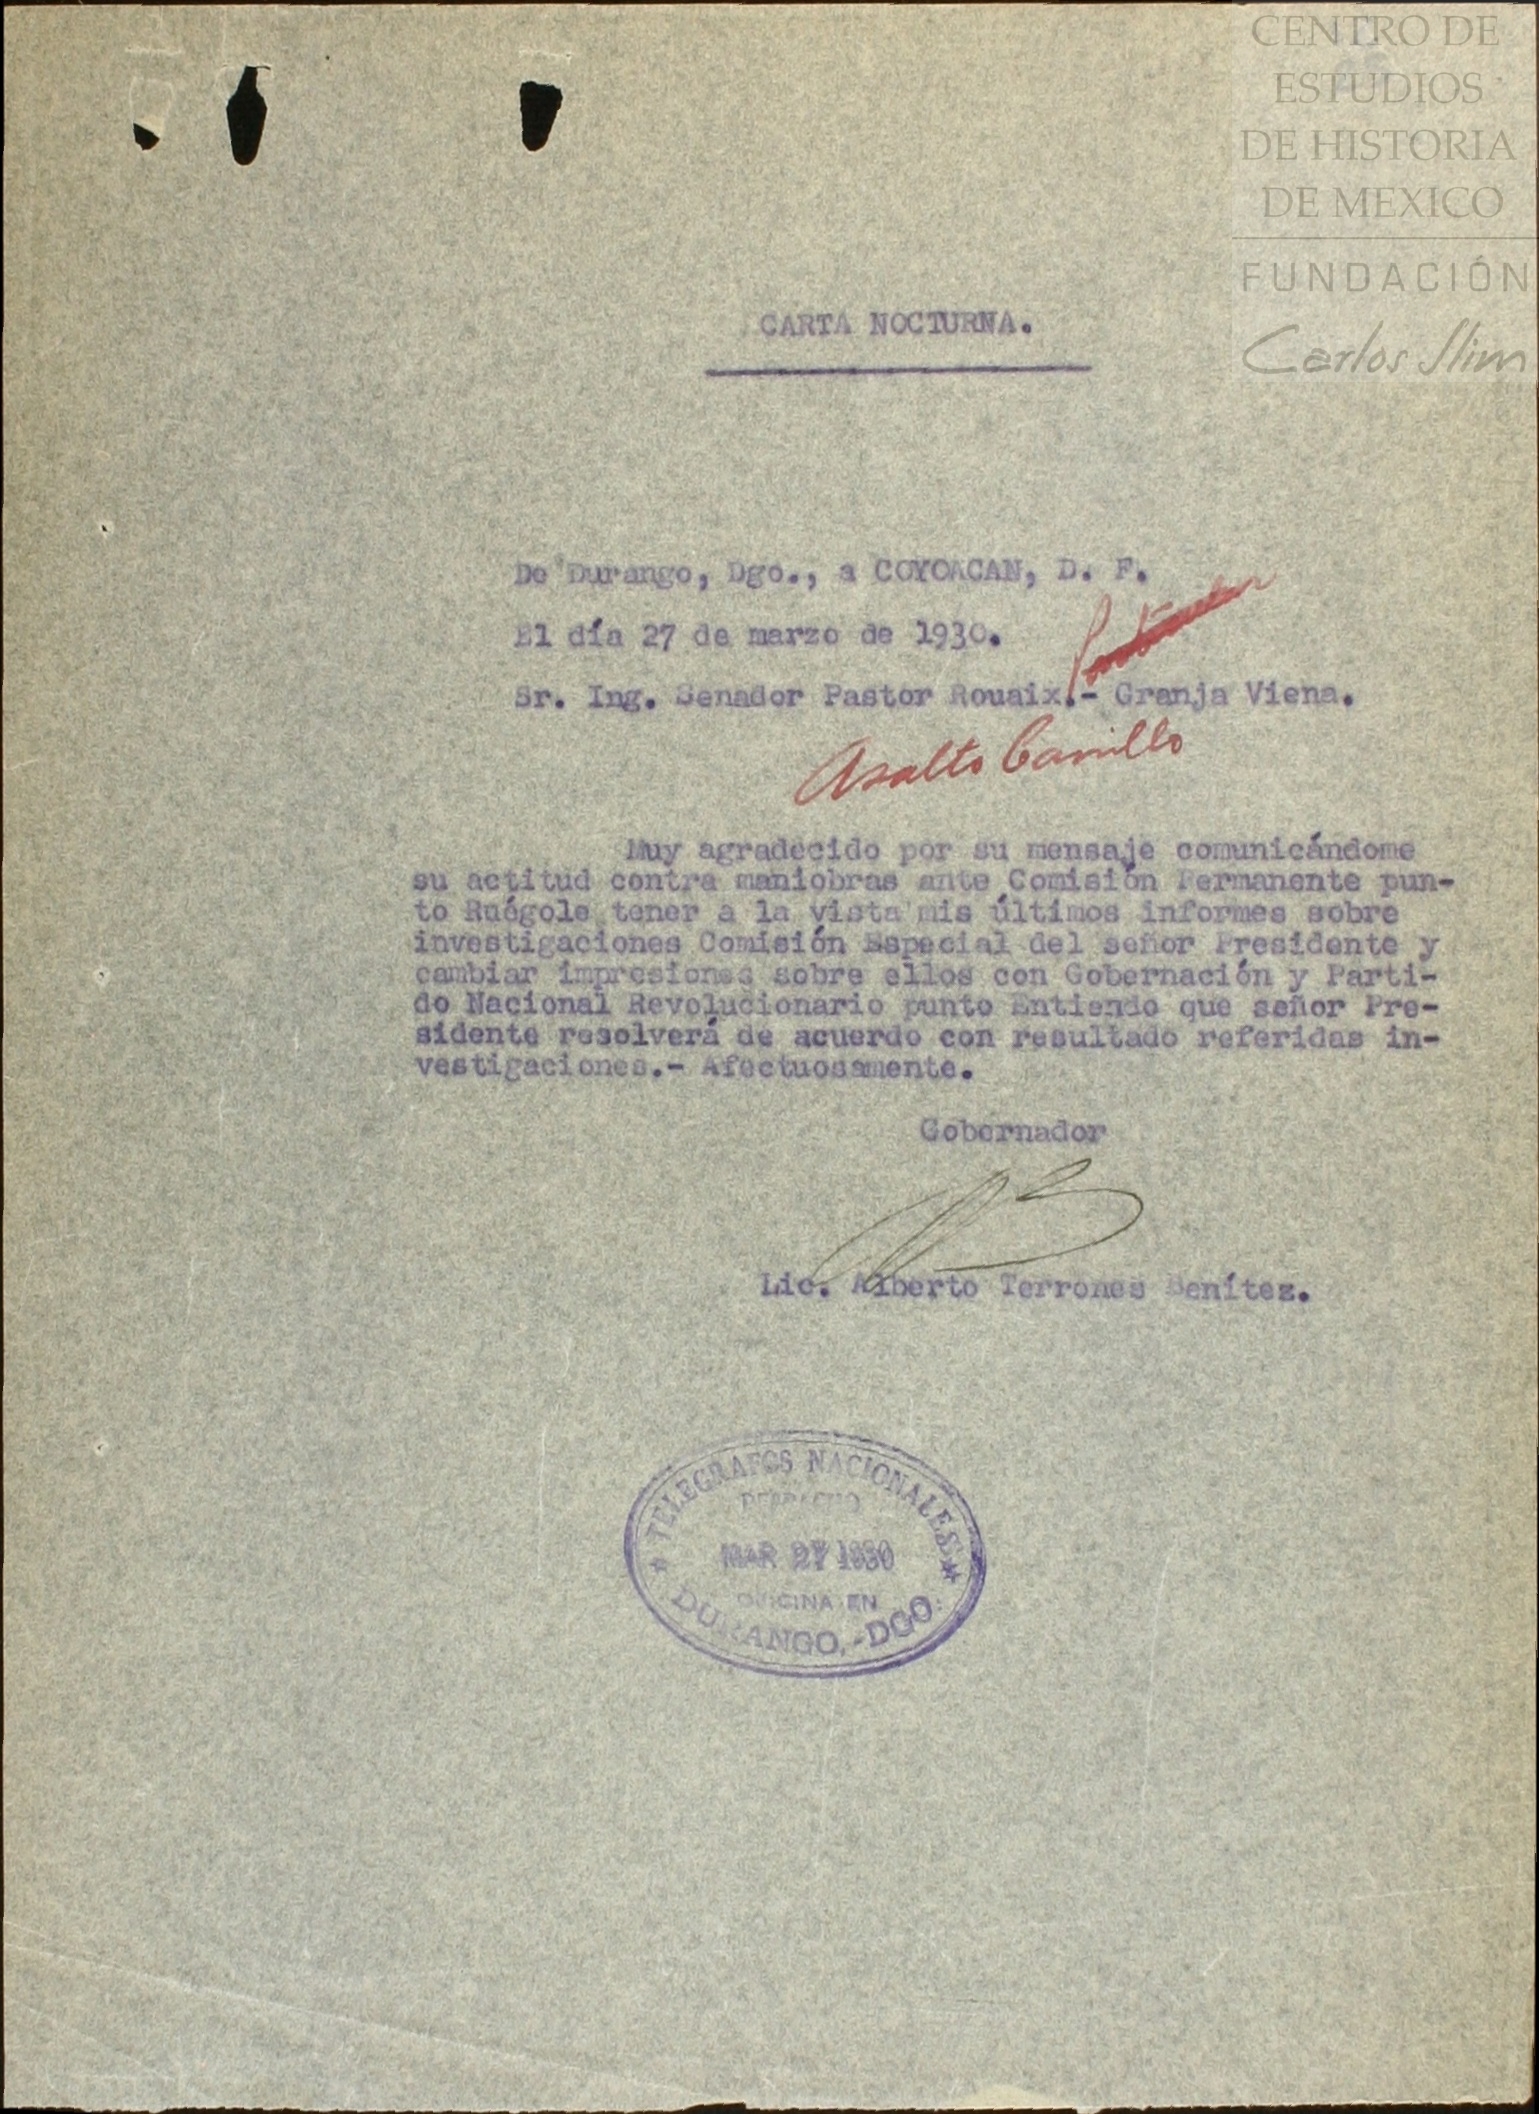 CENTRO DE
ESTUDIOS
DE HISTORIA
DE MEXICO
FUNDACIÓN
Carlos Slim
CARTA NOCTURNA.
De Durango, Dgo., a COYOACAN, D. F.
El día 27 de marzo de 1930.
Sr. Ing. Senador Pastor Rouaix.- Granja Viena.
Asalto Carrillo
Muy agradecido por su mensaje comunicándome
su actitud contra maniobras ante Comisión Permanente pun-
to Ruégole tener a la vista mis últimos informes sobre
investigaciones Comisión Especial del señor Presidente y
cambiar impresiones sobre ellos con Gobernación y Parti-
do Nacional Revolucionario punto Entiendo que señor Pre-
sidente resolverá de acuerdo con resultado referidas in-
vestigaciones.- Afectuosamente.
Gobernador
Lic. Alberto Terrones Benítez.
TELEGRAFOS NACIONALES
DESPACHO
MAR 27 1930
OFICINA EN
DURANGO,-DGO.